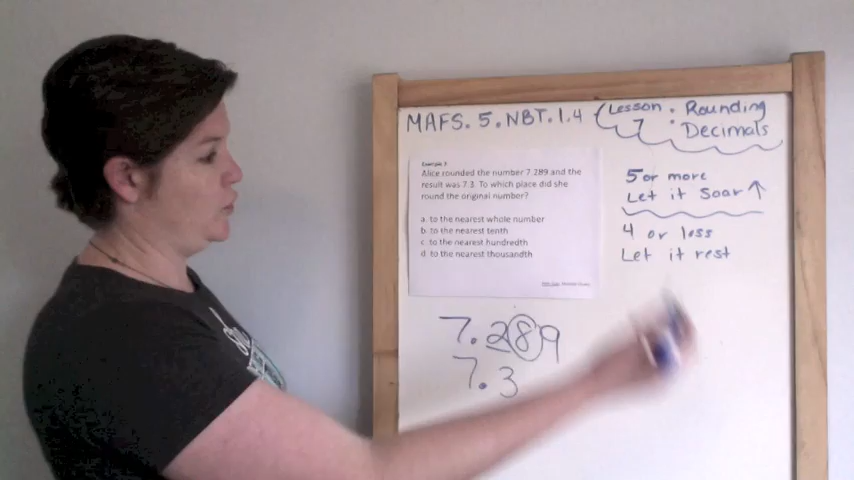 MAFS.5.NBT.1.4
Lesson 7
: Rounding Decimals
Example 3
Alice rounded the number 7.289 and the
result was 7.3. To which place did she
round the original number?
a. to the nearest whole number
b. to the nearest tenth
c. to the nearest hundredth
d. to the nearest thousandth
5 or more
Let it Soar ↑
4 or less
Let it rest
7.289
7.3